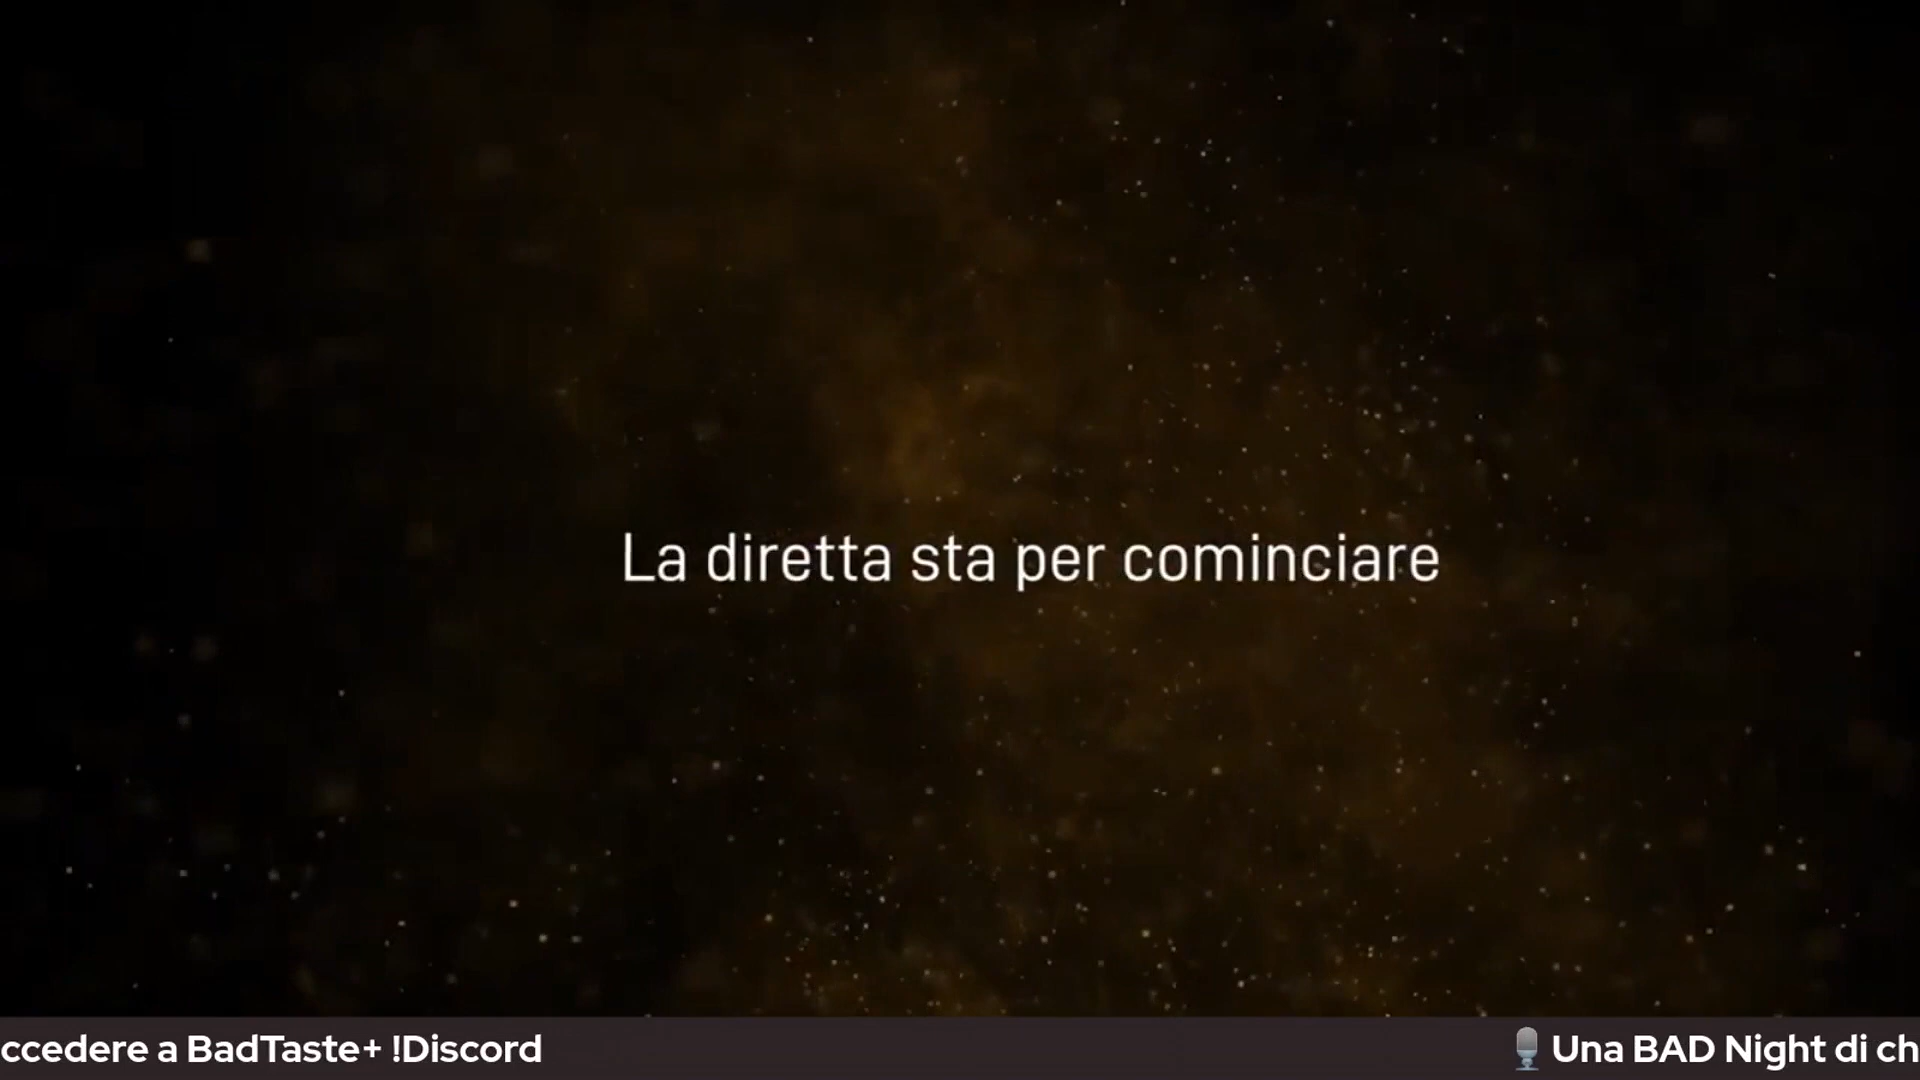 La diretta sta per cominciare
ccedere a BadTaste+ !Discord 🎙️ Una BAD Night di ch